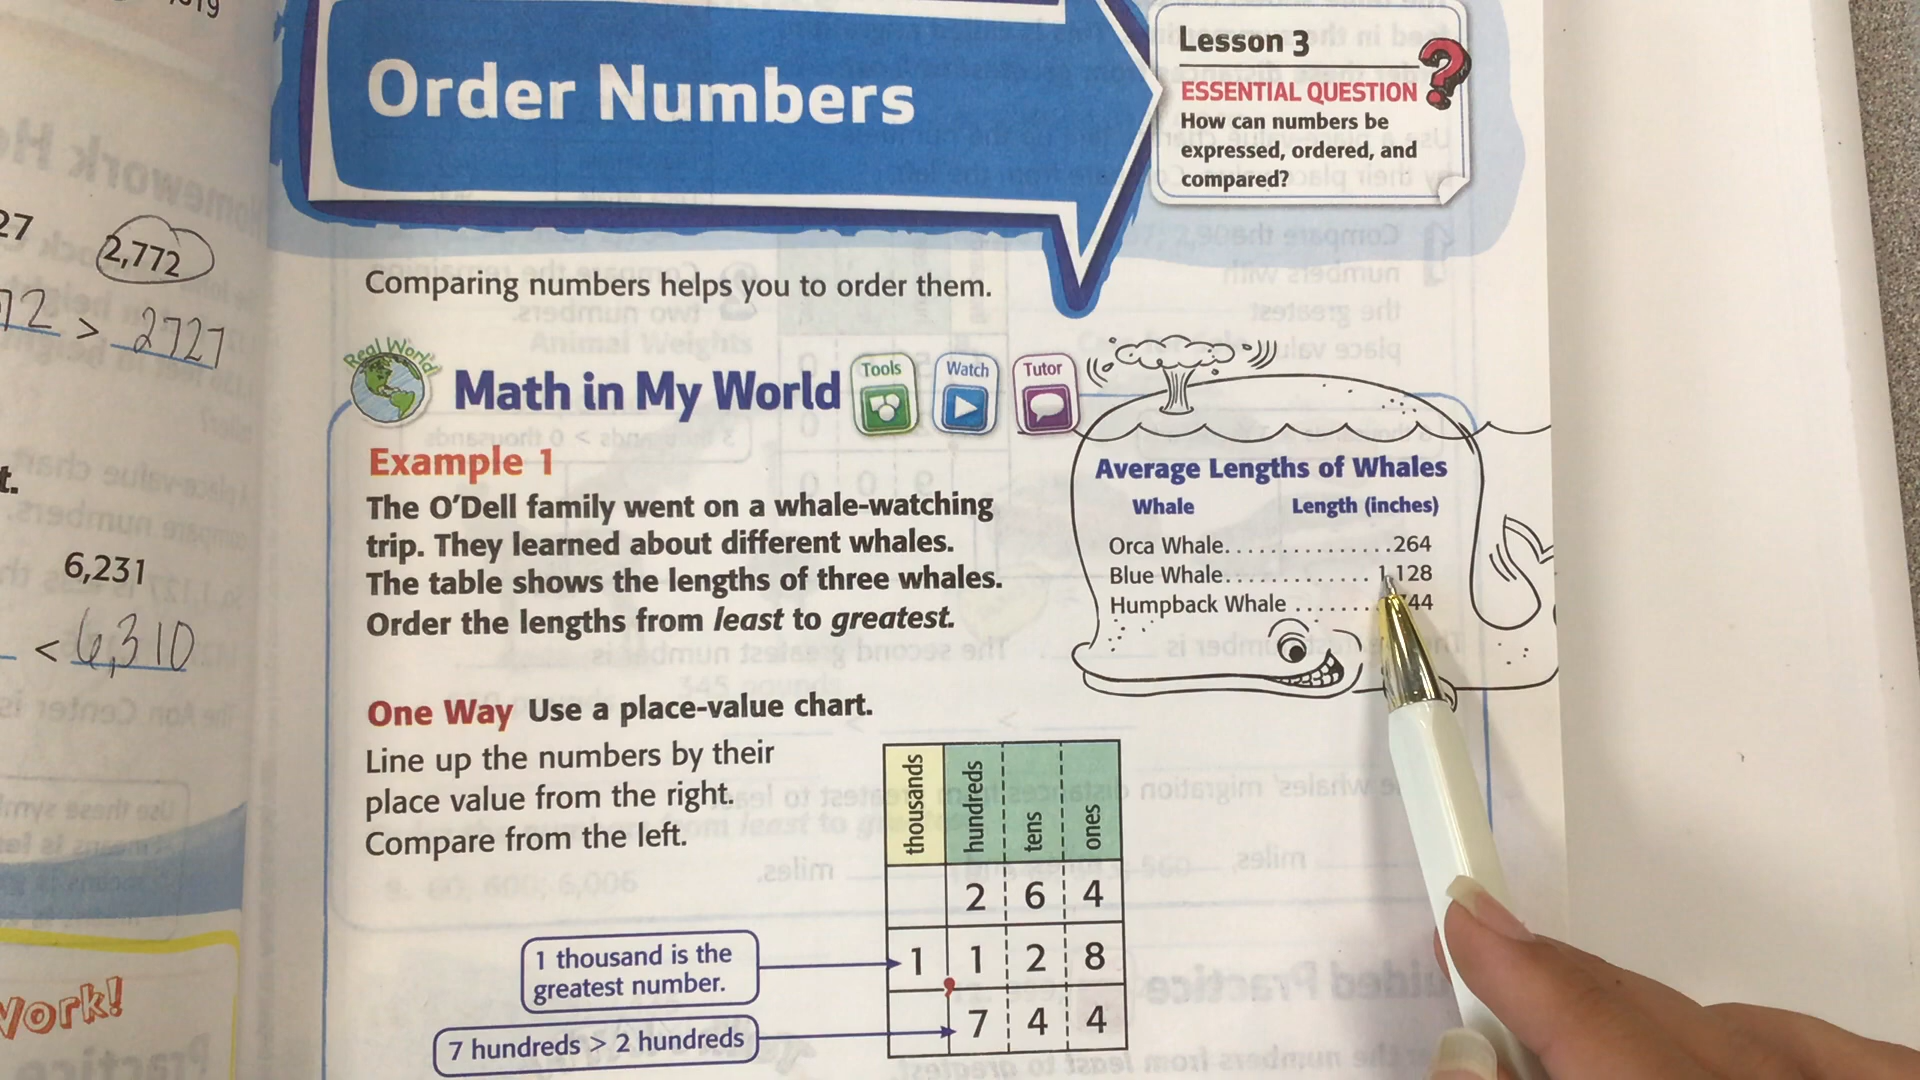 27
2,772
72 > 2727
t.
6,231
< 6,310
Work!
Order Numbers
Lesson 3
ESSENTIAL QUESTION
How can numbers be
expressed, ordered, and
compared?
Comparing numbers helps you to order them.
Real World!
Math in My World
Tools
Watch
Tutor
Example 1
The O'Dell family went on a whale-watching
trip. They learned about different whales.
The table shows the lengths of three whales.
Order the lengths from least to greatest.
Average Lengths of Whales
Whale Length (inches)
Orca Whale...............264
Blue Whale............. 1,128
Humpback Whale ....... 44
One Way Use a place-value chart.
Line up the numbers by their
place value from the right.
Compare from the left.
thousands hundreds tens ones
2 6 4
1 , 1 2 8
7 4 4
1 thousand is the
greatest number.
7 hundreds > 2 hundreds